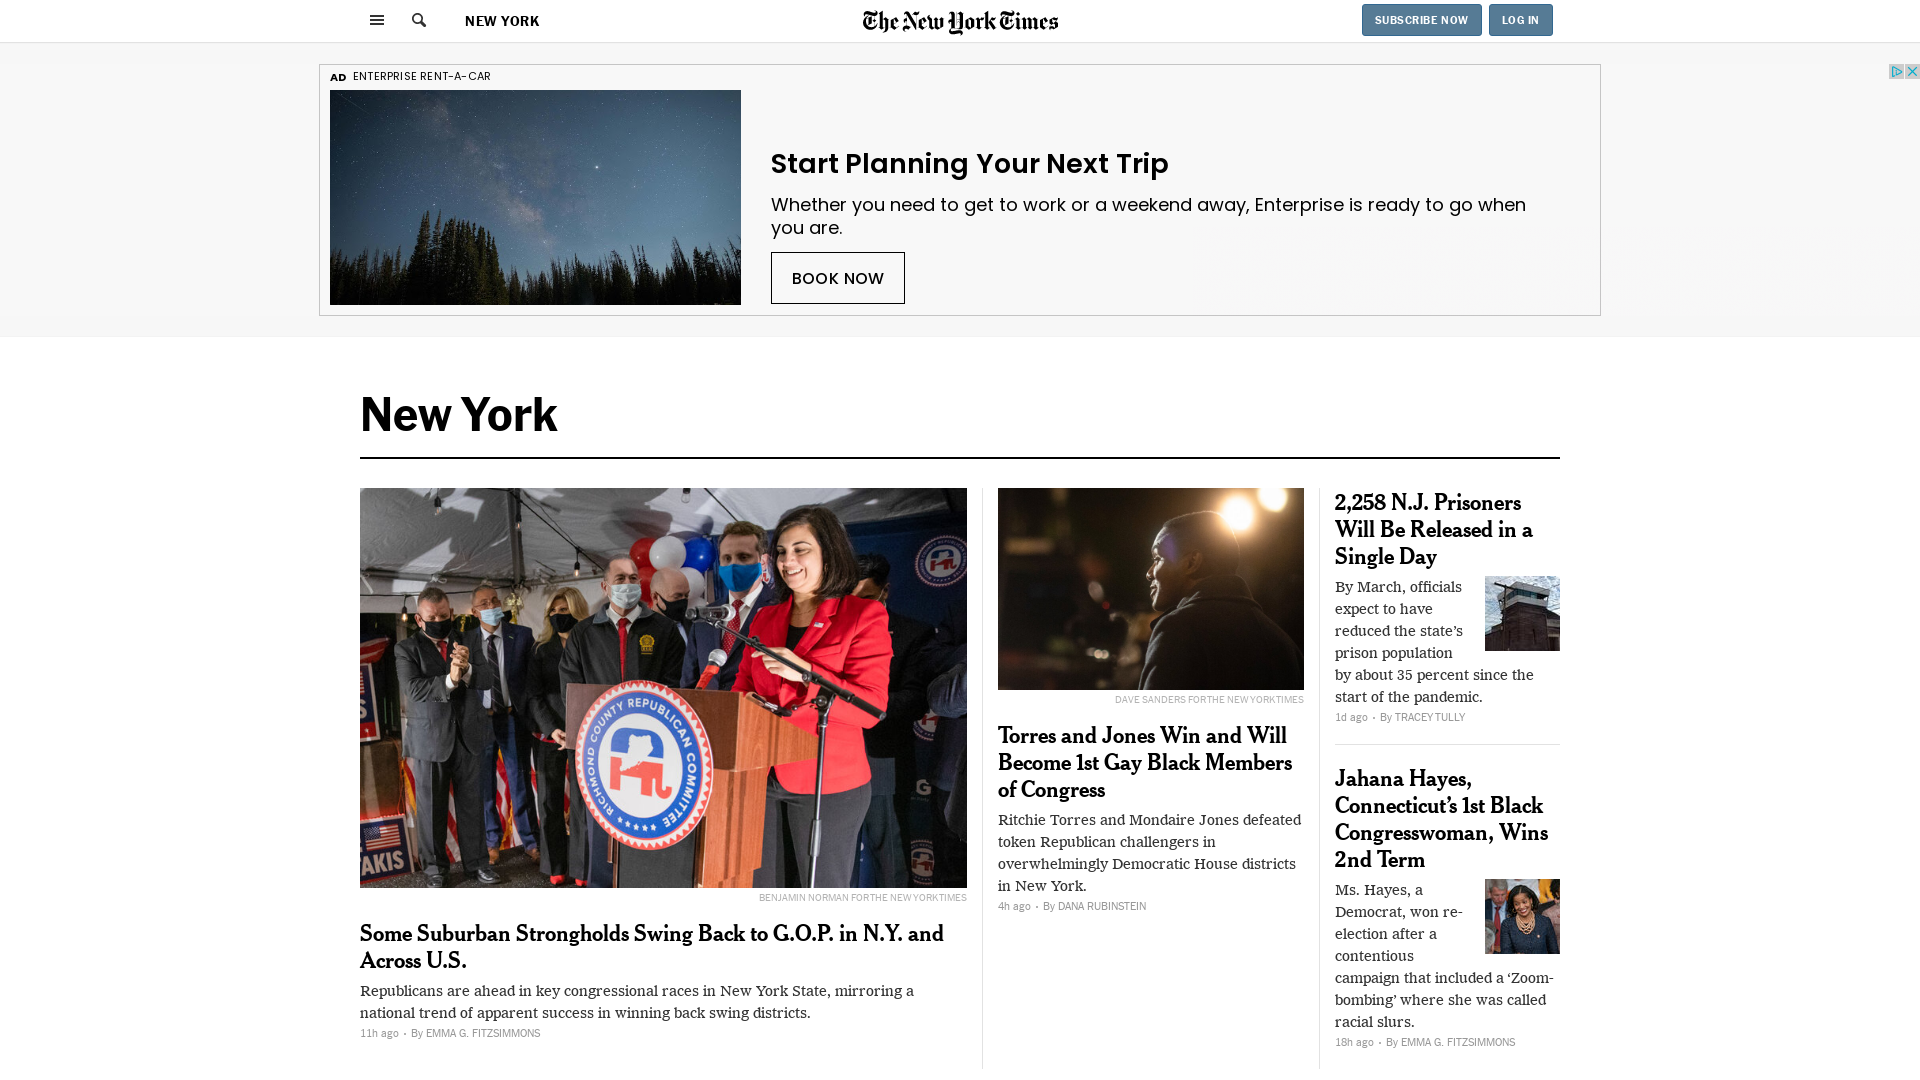 NEW YORK
The New York Times
SUBSCRIBE NOW
LOG IN
AD ENTERPRISE RENT-A-CAR
Start Planning Your Next Trip
Whether you need to get to work or a weekend away, Enterprise is ready to go when
you are.
BOOK NOW
New York
RICHMOND COUNTY REPUBLICAN COMMITTEE
AKIS
BENJAMIN NORMAN FOR THE NEW YORK TIMES
Some Suburban Strongholds Swing Back to G.O.P. in N.Y. and
Across U.S.
Republicans are ahead in key congressional races in New York State, mirroring a
national trend of apparent success in winning back swing districts.
11h ago • By EMMA G. FITZSIMMONS
DAVE SANDERS FOR THE NEW YORK TIMES
Torres and Jones Win and Will
Become 1st Gay Black Members
of Congress
Ritchie Torres and Mondaire Jones defeated
token Republican challengers in
overwhelmingly Democratic House districts
in New York.
4h ago • By DANA RUBINSTEIN
2,258 N.J. Prisoners
Will Be Released in a
Single Day
By March, officials
expect to have
reduced the state’s
prison population
by about 35 percent since the
start of the pandemic.
1d ago • By TRACEY TULLY
Jahana Hayes,
Connecticut’s 1st Black
Congresswoman, Wins
2nd Term
Ms. Hayes, a
Democrat, won re-
election after a
contentious
campaign that included a ‘Zoom-
bombing’ where she was called
racial slurs.
18h ago • By EMMA G. FITZSIMMONS